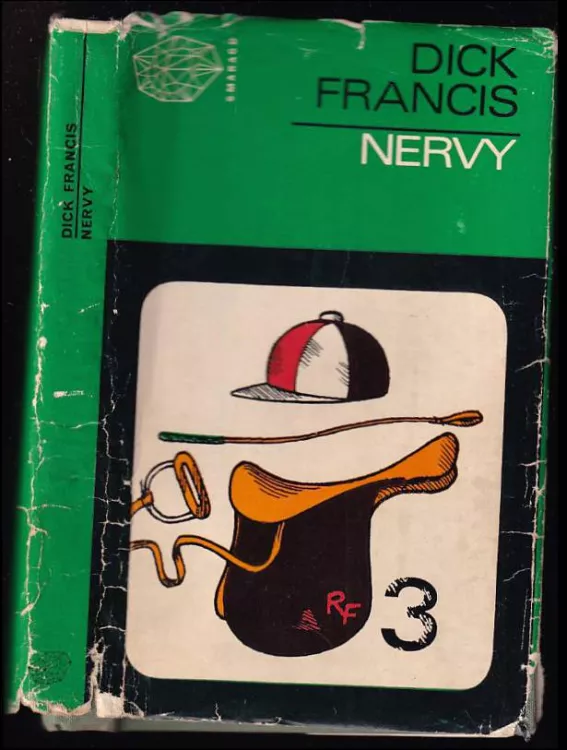 SMARAGD
DICK
FRANCIS
NERVY
DICK FRANCIS
NERVY
RF
3